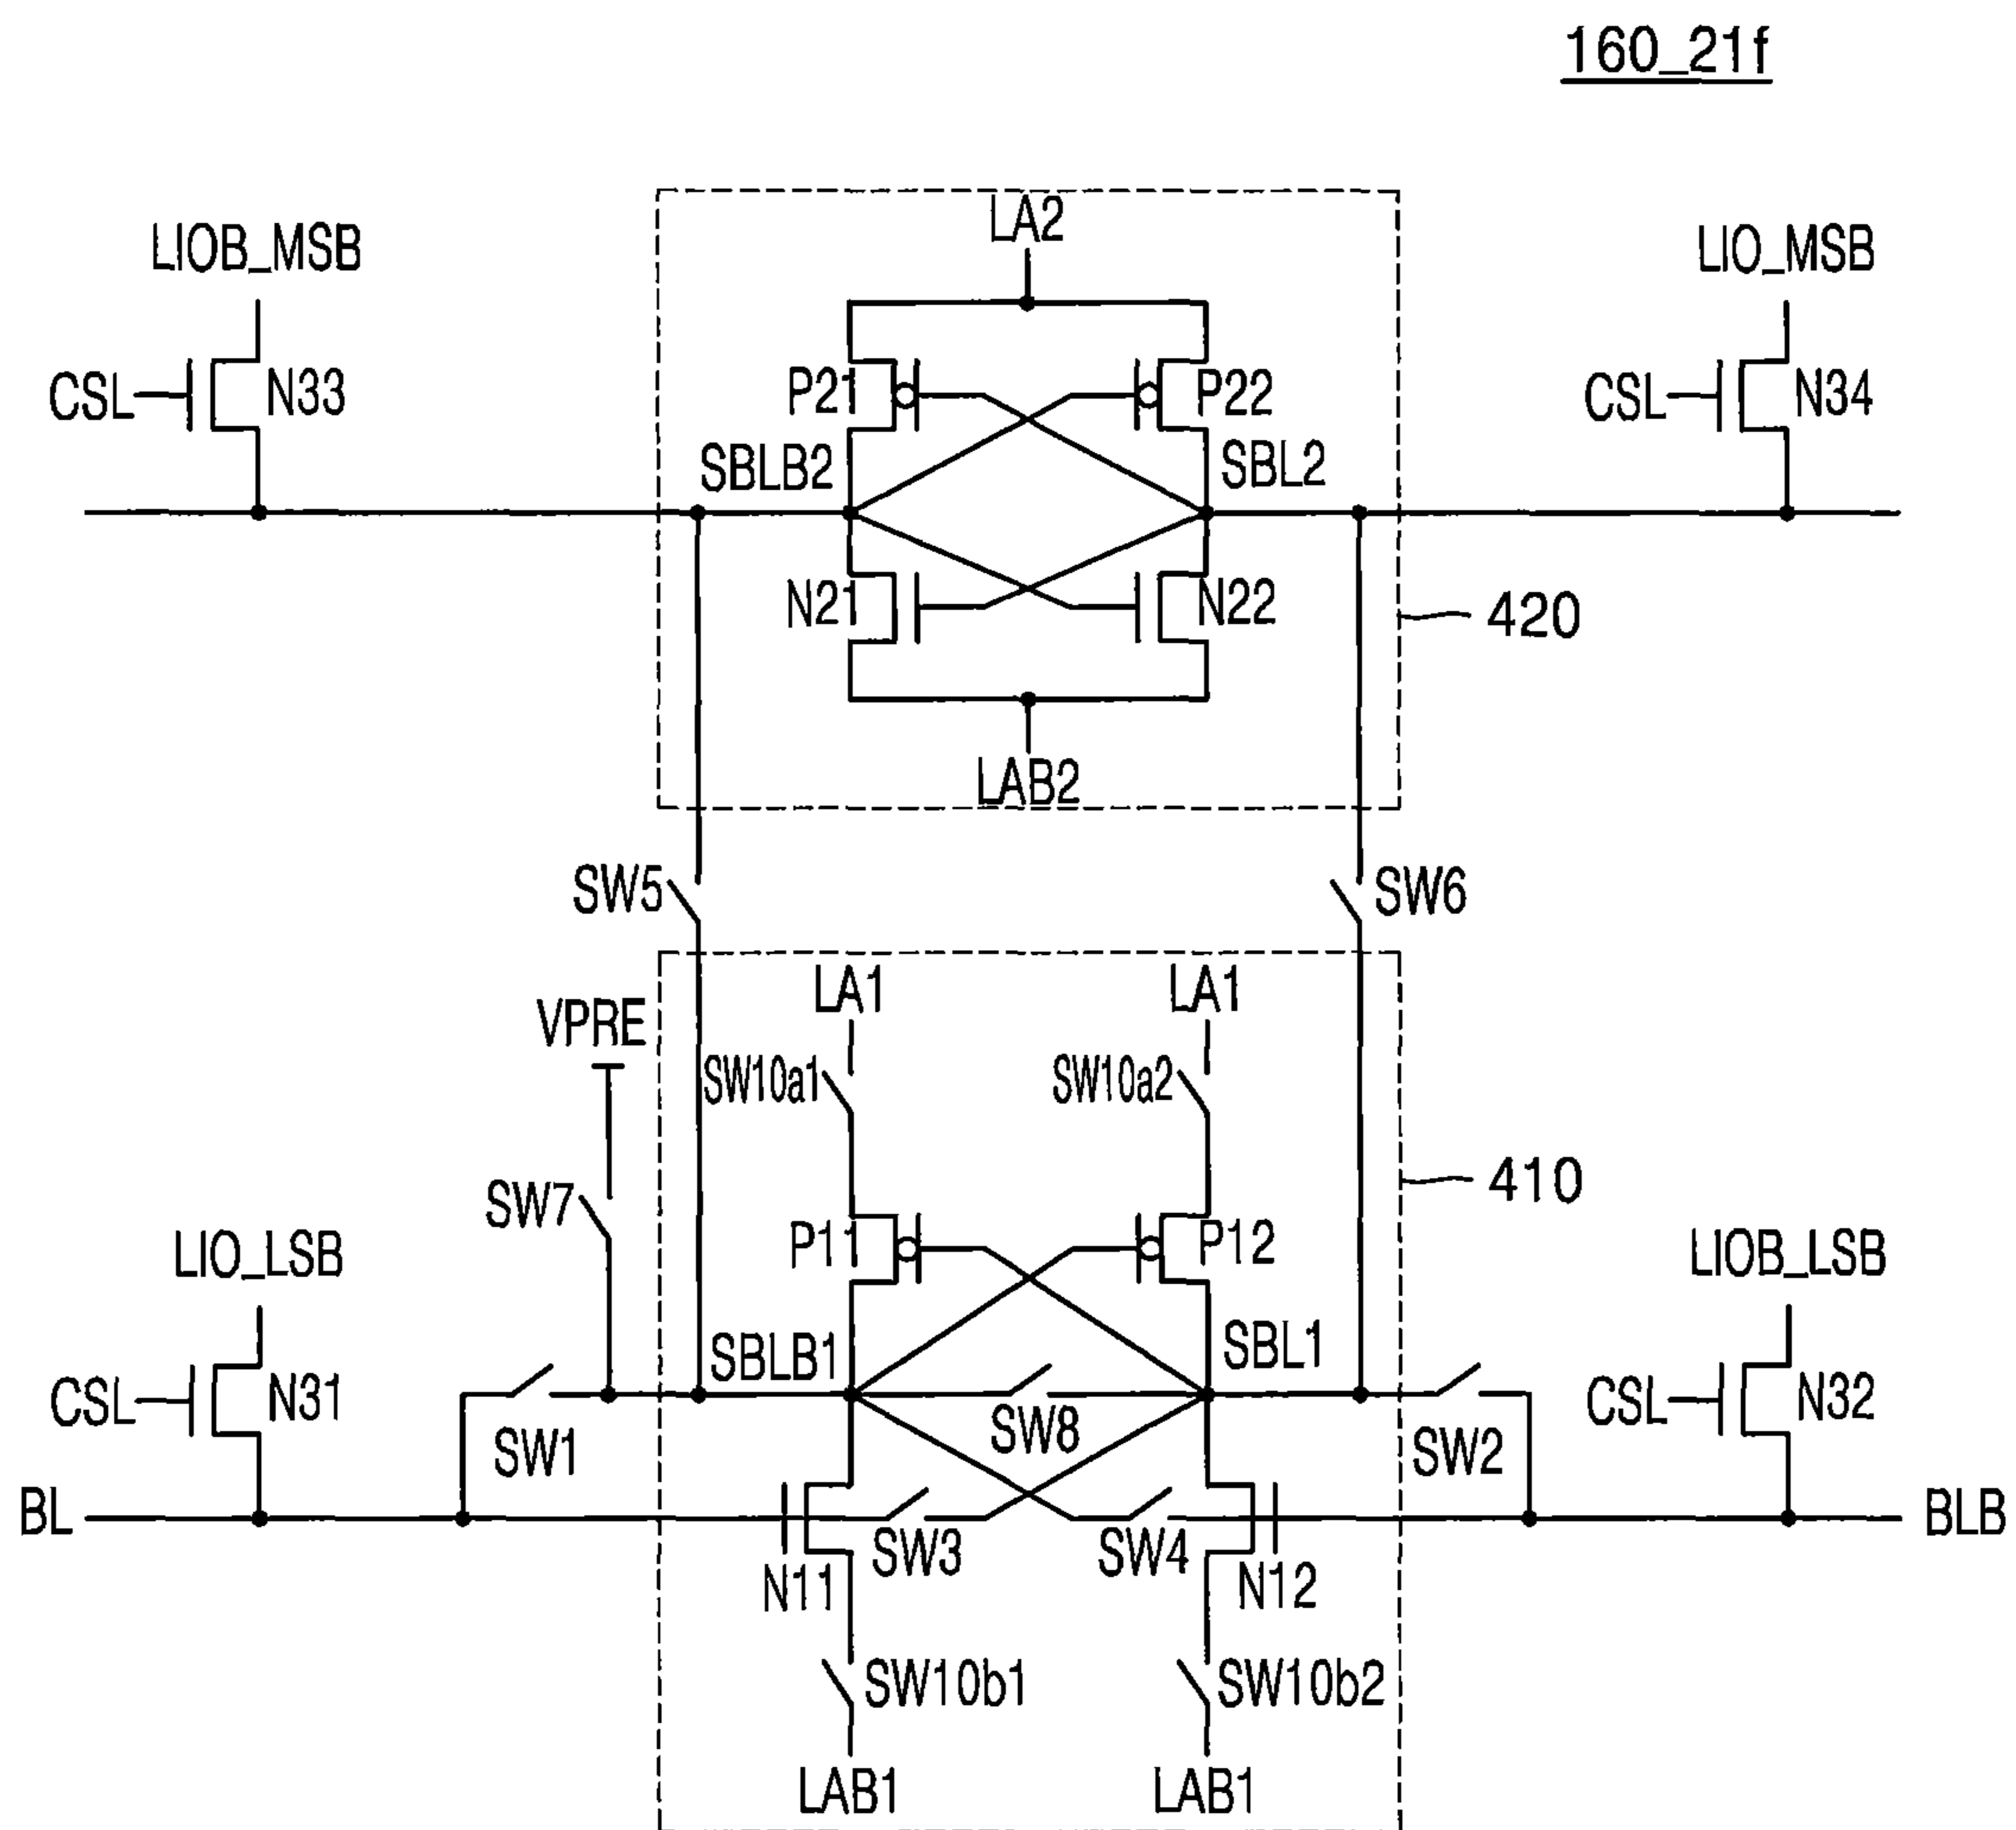 160_21f
LA2
LIOB_MSB
LIO_MSB
CSL
N33
P21
P22
CSL
N34
SBLB2
SBL2
N21
N22
420
LAB2
SW5
SW6
LA1
LA1
VPRE
SW10a1
SW10a2
410
SW7
P11
P12
LIO_LSB
LIOB_LSB
SBLB1
SBL1
CSL
N31
SW8
CSL
N32
SW1
SW2
BL
BLB
SW3
SW4
N11
N12
SW10b1
SW10b2
LAB1
LAB1